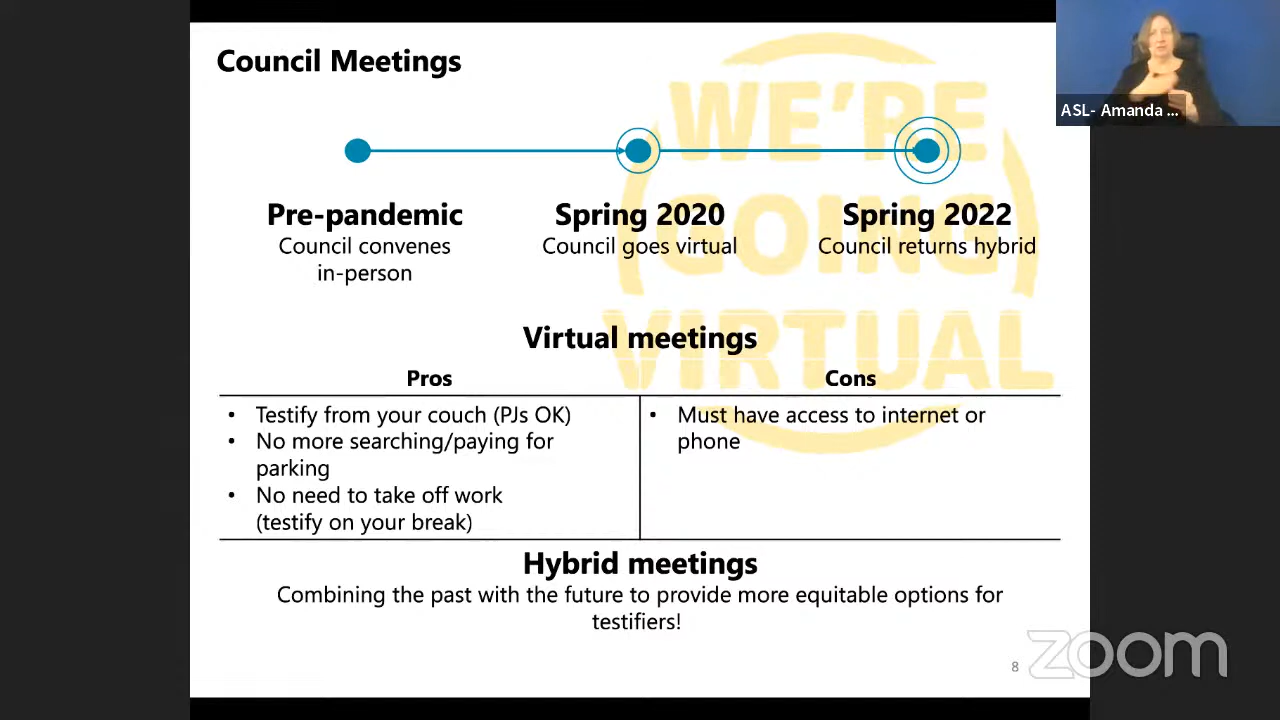 Council Meetings
WE'RE
GOING
VIRTUAL
ASL- Amanda ...
Pre-pandemic
Council convenes
in-person
Spring 2020
Council goes virtual
Spring 2022
Council returns hybrid
Virtual meetings
Pros
• Testify from your couch (PJs OK)
• No more searching/paying for
parking
• No need to take off work
(testify on your break)
Cons
• Must have access to internet or
phone
Hybrid meetings
Combining the past with the future to provide more equitable options for
testifiers!
8
zoom